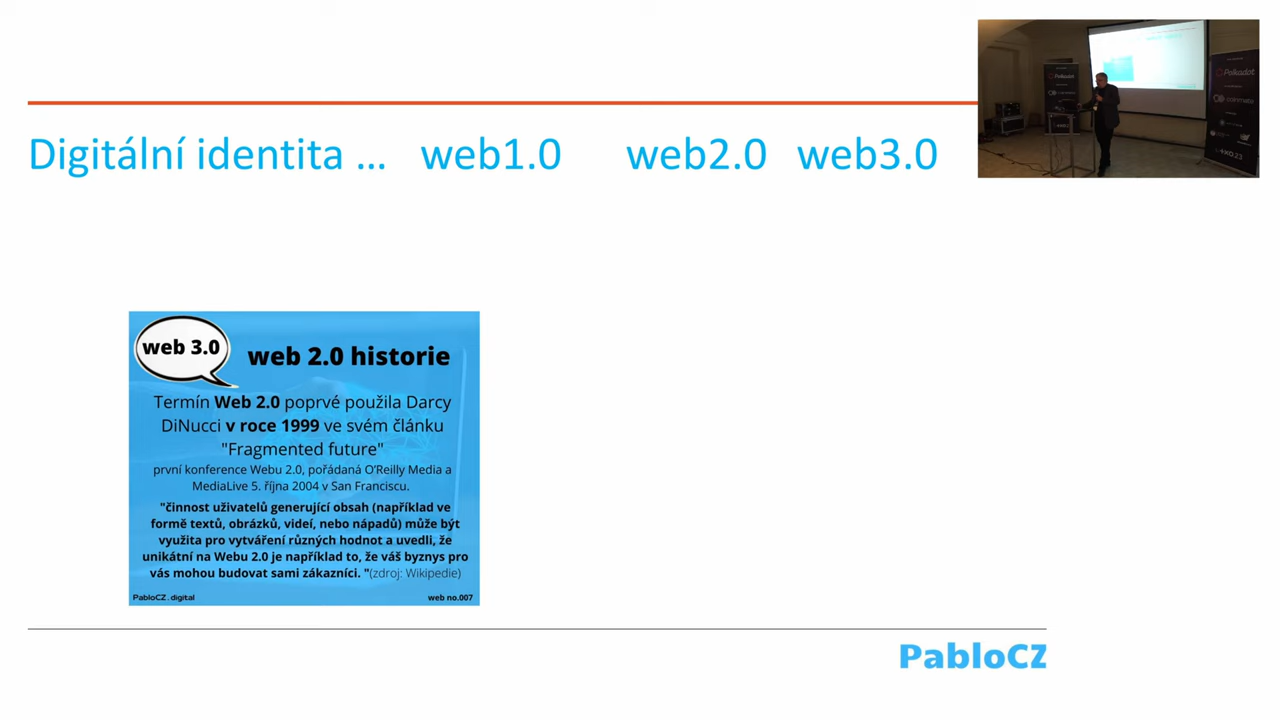 Digitální identita ... web1.0 web2.0 web3.0
Polkadot
Polkadot
coinmate
web 3.0
web 2.0 historie
Termín Web 2.0 poprvé použila Darcy
DiNucci v roce 1999 ve svém článku
"Fragmented future"
první konference Webu 2.0, pořádaná O'Reilly Media a
MediaLive 5. října 2004 v San Franciscu.
"činnost uživatelů generující obsah (například ve
formě textů, obrázků, videí, nebo nápadů) může být
využita pro vytváření různých hodnot a uvedli, že
unikátní na Webu 2.0 je například to, že váš byznys pro
vás mohou budovat sami zákazníci. "(zdroj: Wikipedie)
PabloCZ.digital
web no.007
PabloCZ